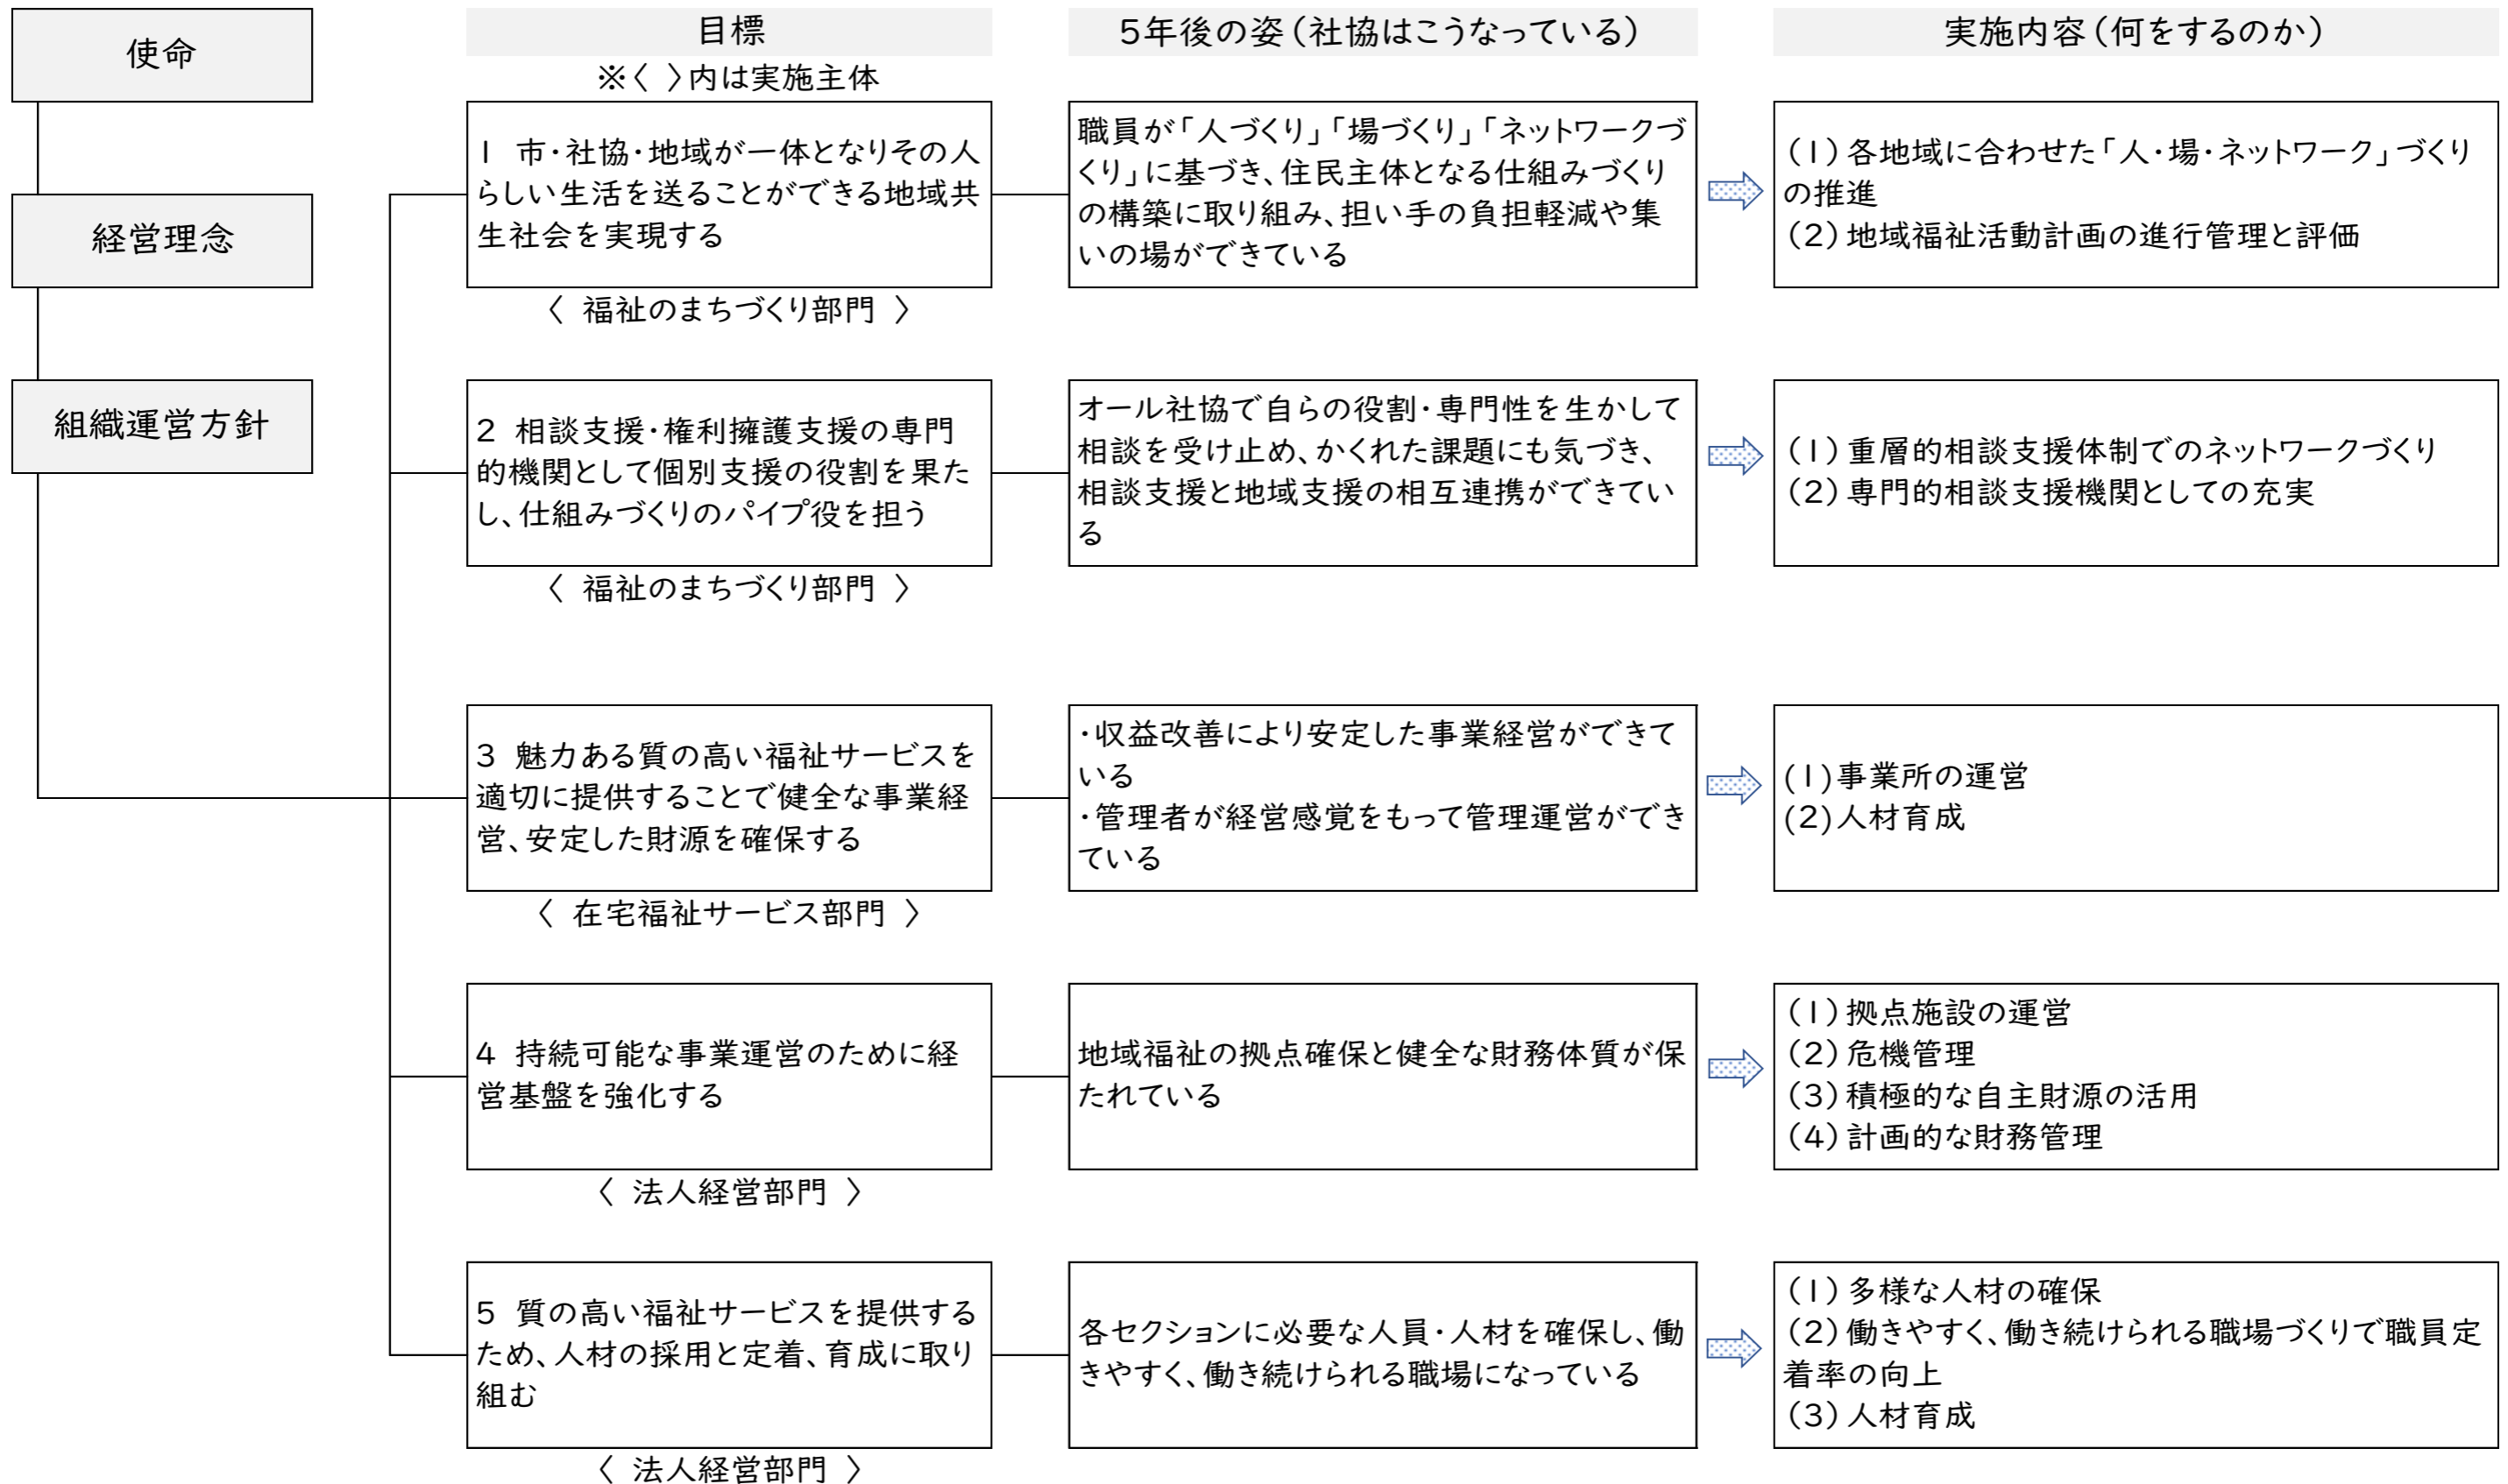 使命
経営理念
組織運営方針
目標
※〈 〉内は実施主体
5年後の姿（社協はこうなっている）
実施内容（何をするのか）
1 市・社協・地域が一体となりその人
らしい生活を送ることができる地域共
生社会を実現する
〈 福祉のまちづくり部門 〉
職員が「人づくり」「場づくり」「ネットワークづ
くり」に基づき、住民主体となる仕組みづくり
の構築に取り組み、担い手の負担軽減や集
いの場ができている
（1）各地域に合わせた「人・場・ネットワーク」づくり
の推進
（2）地域福祉活動計画の進行管理と評価
2 相談支援・権利擁護支援の専門
的機関として個別支援の役割を果た
し、仕組みづくりのパイプ役を担う
〈 福祉のまちづくり部門 〉
オール社協で自らの役割・専門性を生かして
相談を受け止め、かくれた課題にも気づき、
相談支援と地域支援の相互連携ができてい
る
（1）重層的相談支援体制でのネットワークづくり
（2）専門的相談支援機関としての充実
3 魅力ある質の高い福祉サービスを
適切に提供することで健全な事業経
営、安定した財源を確保する
〈 在宅福祉サービス部門 〉
・収益改善により安定した事業経営ができて
いる
・管理者が経営感覚をもって管理運営ができ
ている
(1)事業所の運営
(2)人材育成
4 持続可能な事業運営のために経
営基盤を強化する
〈 法人経営部門 〉
地域福祉の拠点確保と健全な財務体質が保
たれている
（1）拠点施設の運営
（2）危機管理
（3）積極的な自主財源の活用
（4）計画的な財務管理
5 質の高い福祉サービスを提供する
ため、人材の採用と定着、育成に取り
組む
〈 法人経営部門 〉
各セクションに必要な人員・人材を確保し、働
きやすく、働き続けられる職場になっている
（1）多様な人材の確保
（2）働きやすく、働き続けられる職場づくりで職員定
着率の向上
（3）人材育成